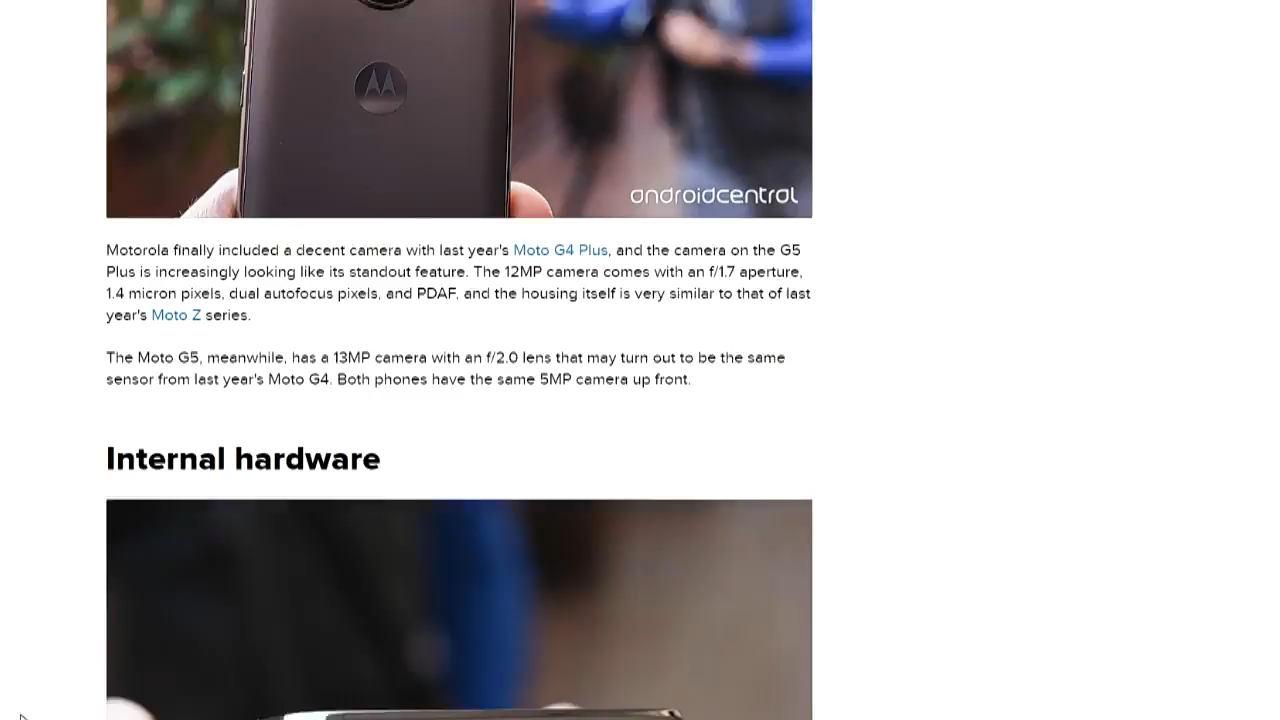 androidcentral
Motorola finally included a decent camera with last year's Moto G4 Plus, and the camera on the G5
Plus is increasingly looking like its standout feature. The 12MP camera comes with an f/1.7 aperture,
1.4 micron pixels, dual autofocus pixels, and PDAF, and the housing itself is very similar to that of last
year's Moto Z series.
The Moto G5, meanwhile, has a 13MP camera with an f/2.0 lens that may turn out to be the same
sensor from last year's Moto G4. Both phones have the same 5MP camera up front.
Internal hardware